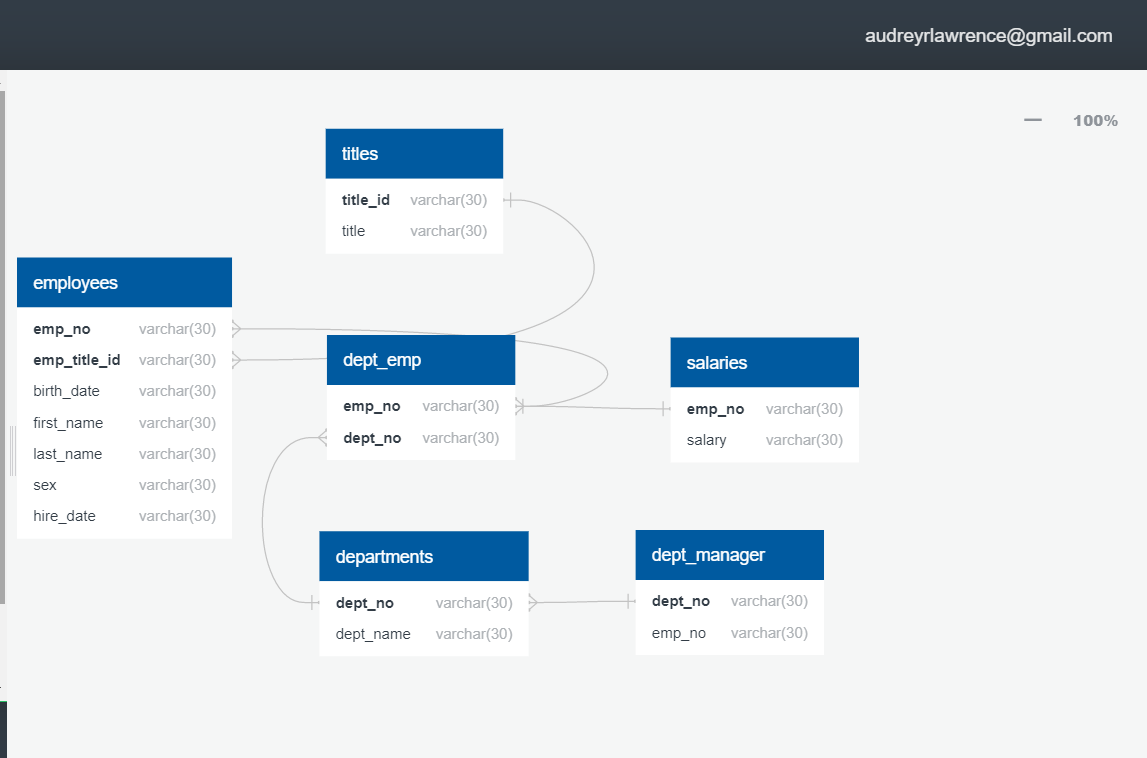 audreyrlawrence@gmail.com
100%
titles
title_id varchar(30)
title varchar(30)
employees
emp_no varchar(30)
emp_title_id varchar(30)
birth_date varchar(30)
first_name varchar(30)
last_name varchar(30)
sex varchar(30)
hire_date varchar(30)
dept_emp
emp_no varchar(30)
dept_no varchar(30)
salaries
emp_no varchar(30)
salary varchar(30)
departments
dept_no varchar(30)
dept_name varchar(30)
dept_manager
dept_no varchar(30)
emp_no varchar(30)